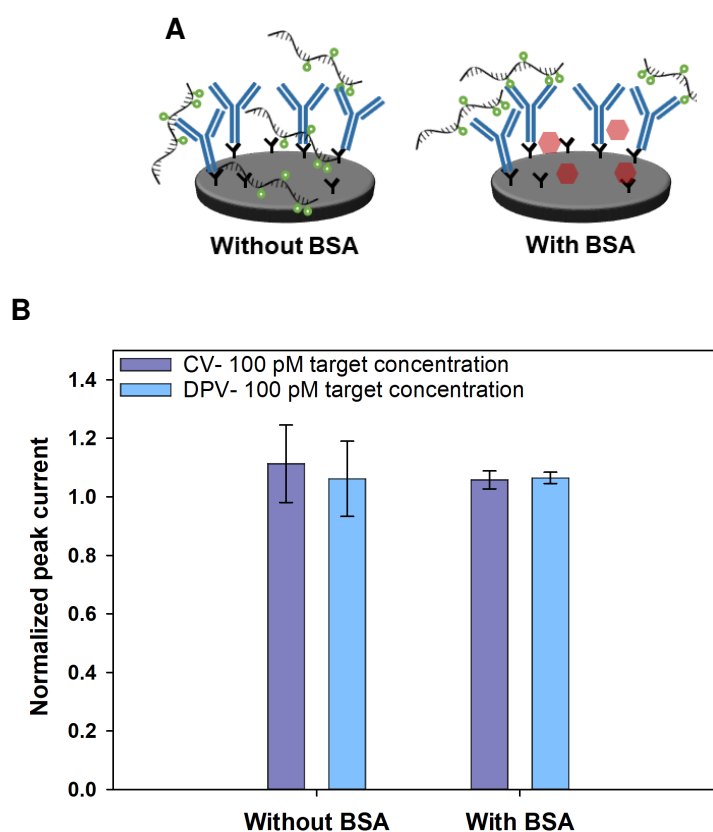 A
Without BSA
With BSA
B
CV- 100 pM target concentration
DPV- 100 pM target concentration
Normalized peak current
1.4
1.2
1.0
0.8
0.6
0.4
0.2
0.0
Without BSA
With BSA